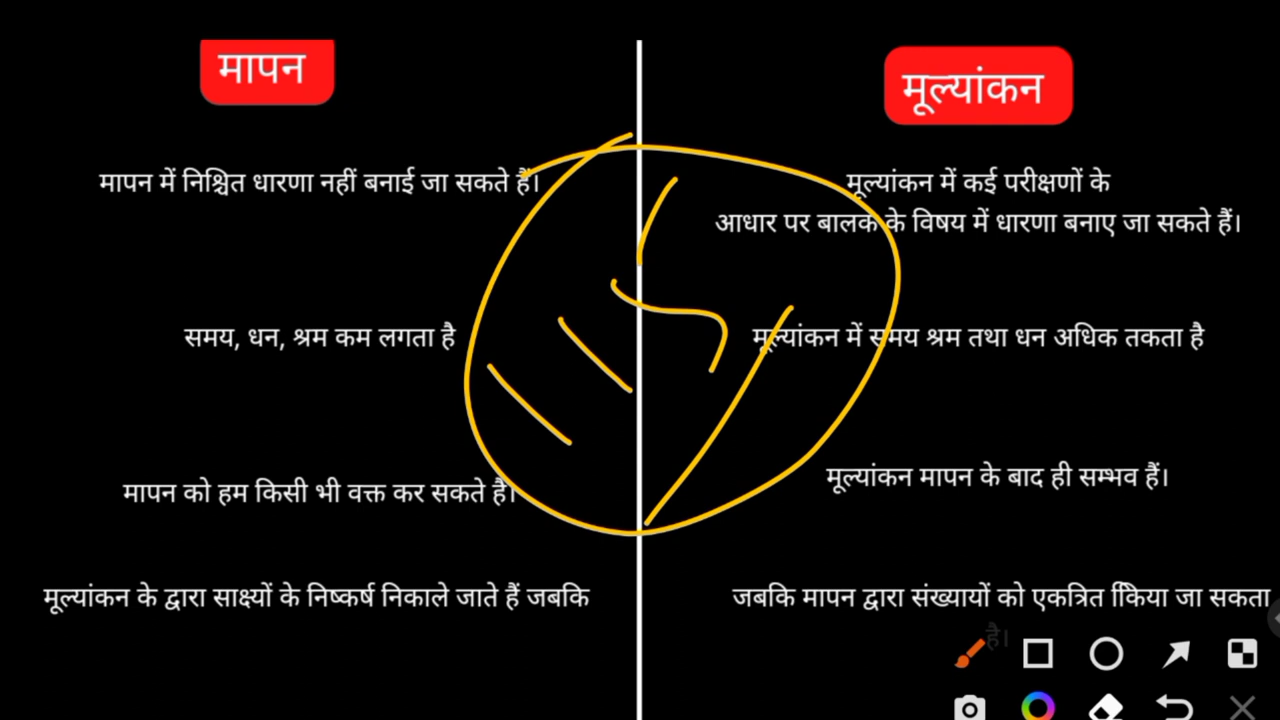 मापन
मापन में निश्चित धारणा नहीं बनाई जा सकते हैं।
समय, धन, श्रम कम लगता है
मापन को हम किसी भी वक्त कर सकते हैं।
मूल्यांकन के द्वारा साक्ष्यों के निष्कर्ष निकाले जाते हैं जबकि
मूल्यांकन
मूल्यांकन में कई परीक्षणों के
आधार पर बालक के विषय में धारणा बनाए जा सकते हैं।
मूल्यांकन में समय श्रम तथा धन अधिक तकता है
मूल्यांकन मापन के बाद ही सम्भव हैं।
जबकि मापन द्वारा संख्यायों को एकत्रित किया जा सकता
है।